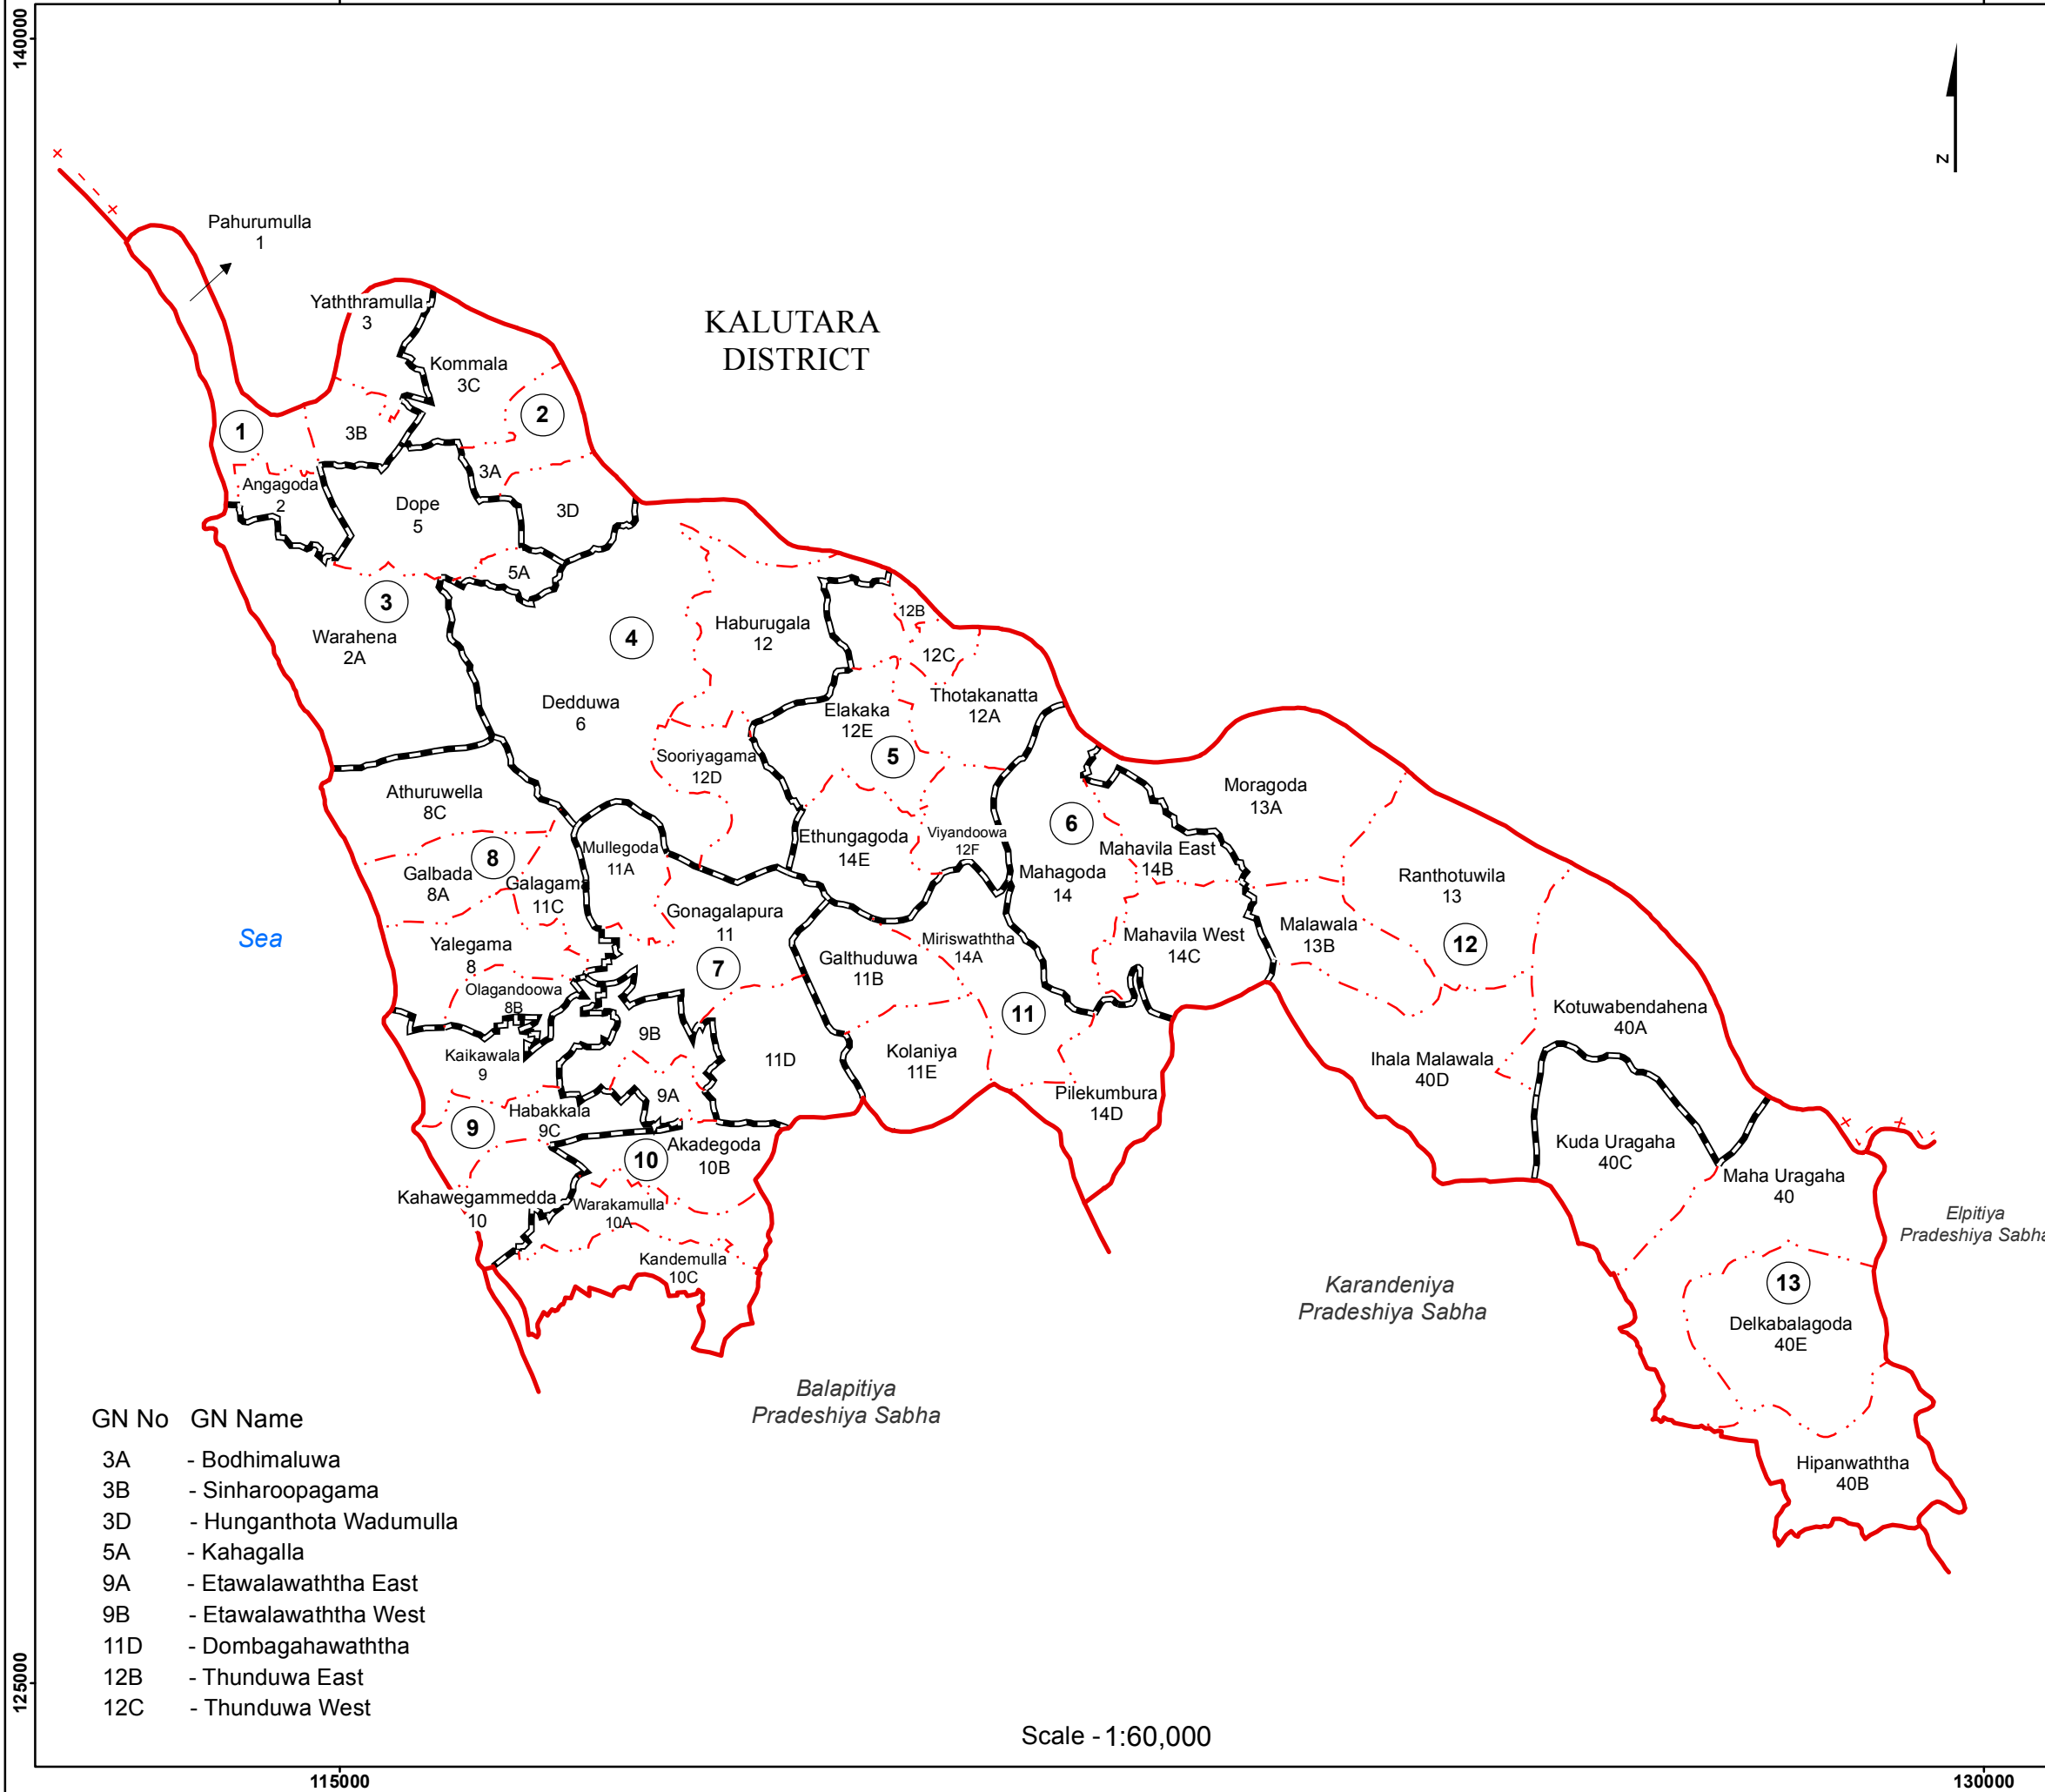 140000
Z
Pahurumulla
1
Yaththramulla
3
KALUTARA
DISTRICT
Kommala
3C
2
1
3B
3A
Angagoda
2
Dope
5
3D
5A
3
Warahena
2A
4
Haburugala
12
12B
12C
Dedduwa
6
Thotakanatta
12A
Elakaka
12E
5
Sooriyagama
12D
Athuruwella
8C
Moragoda
13A
6
Ethungagoda
14E
Viyandoowa
12F
Mullegoda
11A
8
Mahavila East
14B
Galbada
8A
Galagama
11C
Mahagoda
14
Ranthotuwila
13
Gonagalapura
11
Sea
Yalegama
8
Malawala
13B
Mahavila West
14C
12
Miriswaththa
14A
Galthuduwa
11B
7
Olagandoowa
8B
11
Kotuwabendahena
40A
9B
Kaikawala
9
11D
Kolaniya
11E
Ihala Malawala
40D
9A
Pilekumbura
14D
Habakkala
9C
9
Akadegoda
10B
10
Kuda Uragaha
40C
Maha Uragaha
40
Kahawegammedda
10
Warakamulla
10A
Elpitiya
Pradeshiya Sabha
Kandemulla
10C
Karandeniya
Pradeshiya Sabha
13
Delkabalagoda
40E
Balapitiya
Pradeshiya Sabha
Hipanwaththa
40B
GN No GN Name
3A - Bodhimaluwa
3B - Sinharoopagama
3D - Hunganthota Wadumulla
5A - Kahagalla
9A - Etawalawaththa East
9B - Etawalawaththa West
11D - Dombagahawaththa
12B - Thunduwa East
12C - Thunduwa West
125000
Scale - 1:60,000
115000
130000